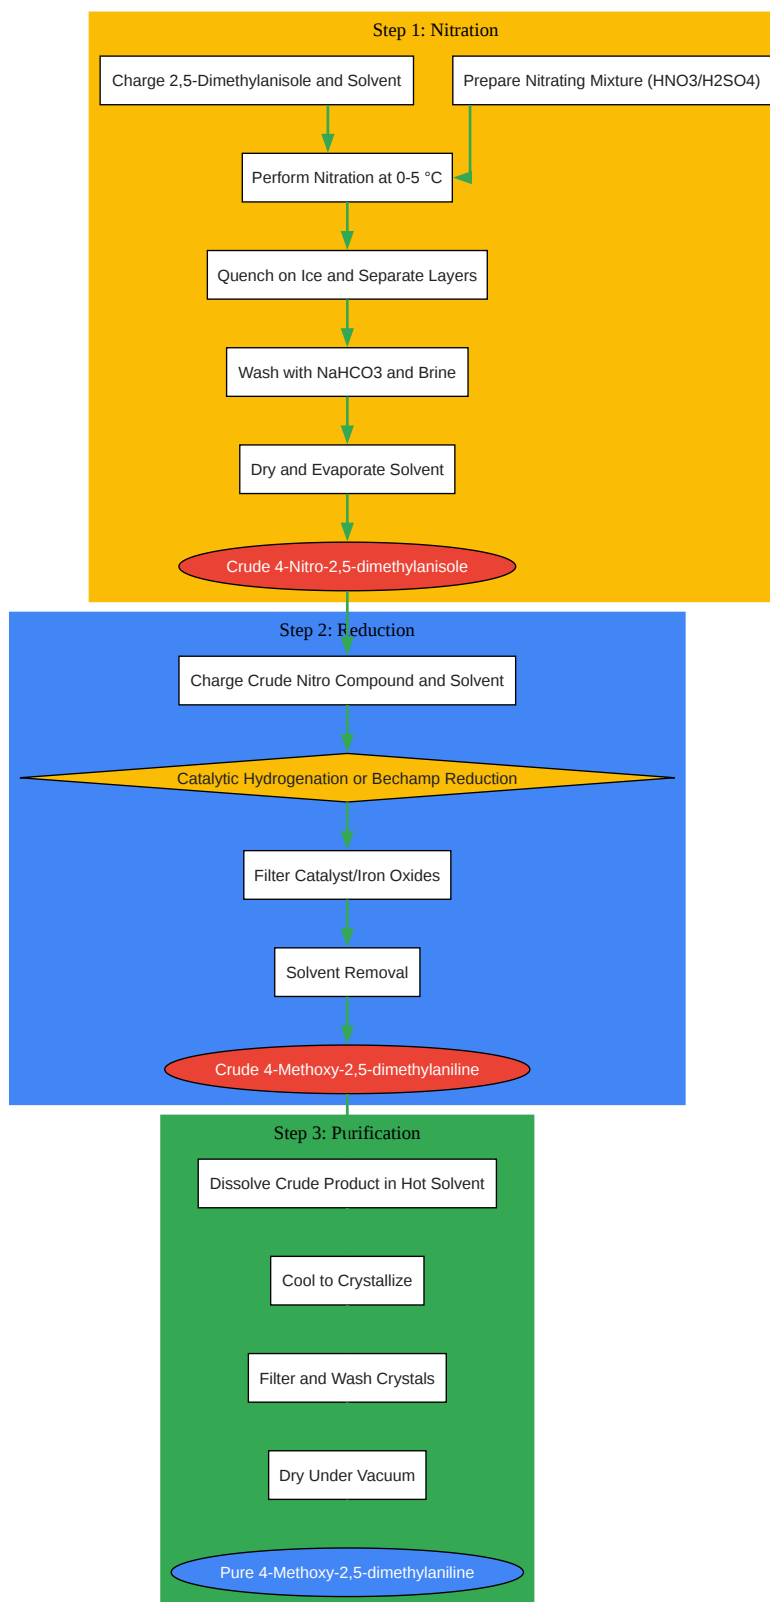 Step 1: Nitration
Charge 2,5-Dimethylanisole and Solvent
Prepare Nitrating Mixture (HNO3/H2SO4)
Perform Nitration at 0-5 °C
Quench on Ice and Separate Layers
Wash with NaHCO3 and Brine
Dry and Evaporate Solvent
Crude 4-Nitro-2,5-dimethylanisole
Step 2: Reduction
Charge Crude Nitro Compound and Solvent
Catalytic Hydrogenation or Bechamp Reduction
Filter Catalyst/Iron Oxides
Solvent Removal
Crude 4-Methoxy-2,5-dimethylaniline
Step 3: Purification
Dissolve Crude Product in Hot Solvent
Cool to Crystallize
Filter and Wash Crystals
Dry Under Vacuum
Pure 4-Methoxy-2,5-dimethylaniline